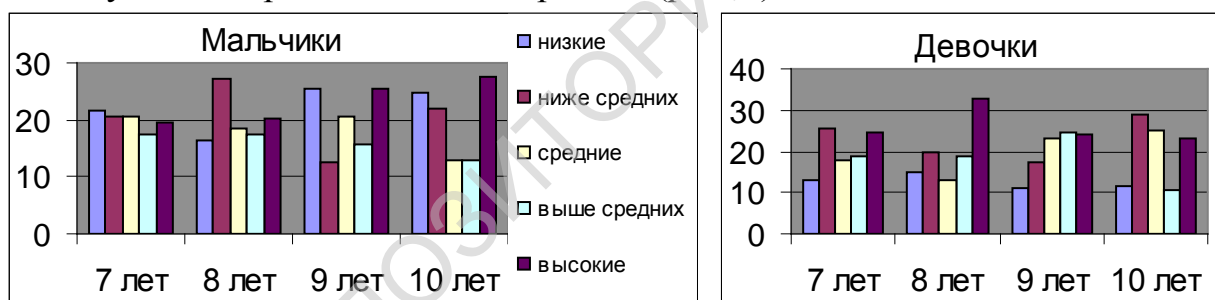 Мальчики
30
20
10
0
7 лет 8 лет 9 лет 10 лет
низкие
ниже средних
средние
выше средних
высокие
Девочки
40
30
20
10
0
7 лет 8 лет 9 лет 10 лет